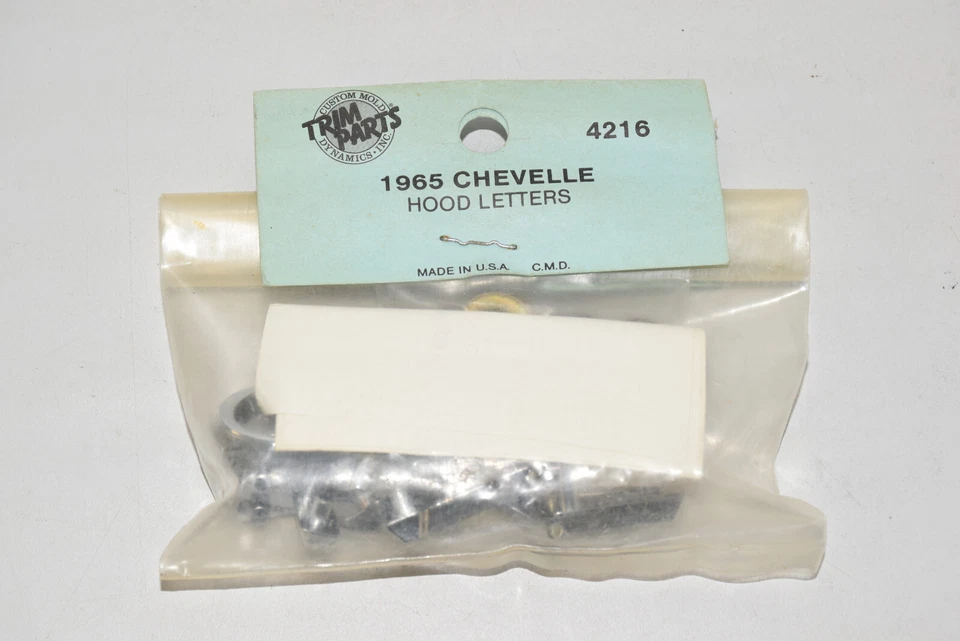 CUSTOM MOLD
TRIM
PARTS
DYNAMICS • INC.
4216
1965 CHEVELLE
HOOD LETTERS
MADE IN U.S.A. C.M.D.